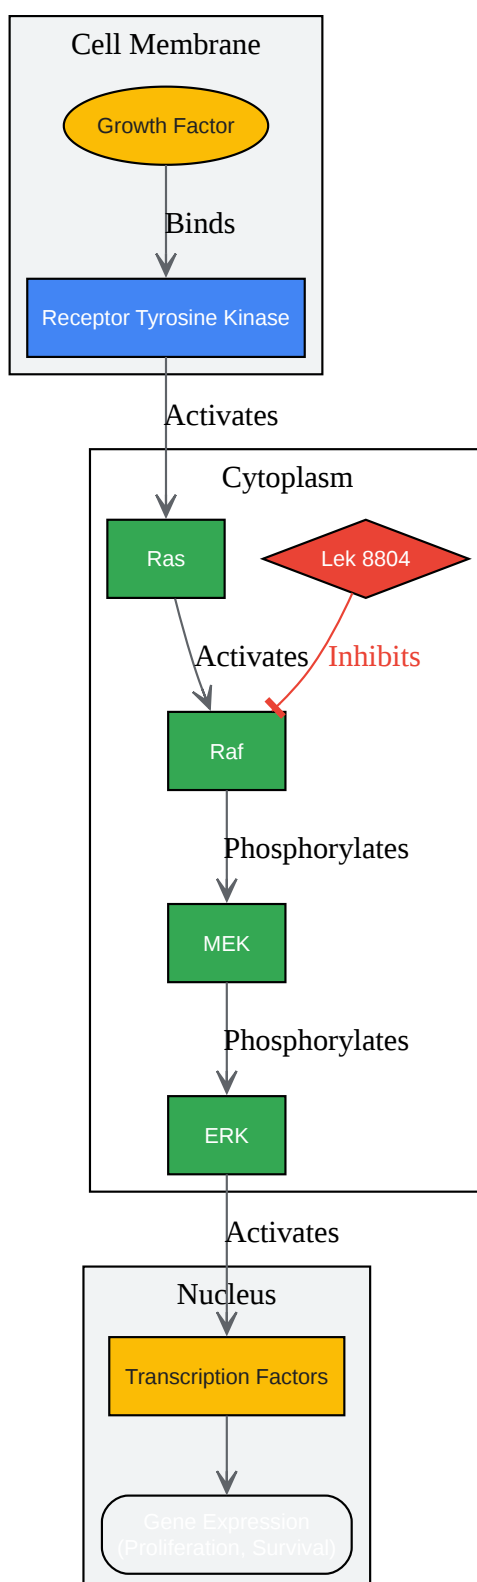 Cell Membrane
Growth Factor
Binds
Receptor Tyrosine Kinase
Activates
Cytoplasm
Ras
Lek 8804
Activates
Inhibits
Raf
Phosphorylates
MEK
Phosphorylates
ERK
Activates
Nucleus
Transcription Factors
Gene Expression
(Proliferation, Survival)